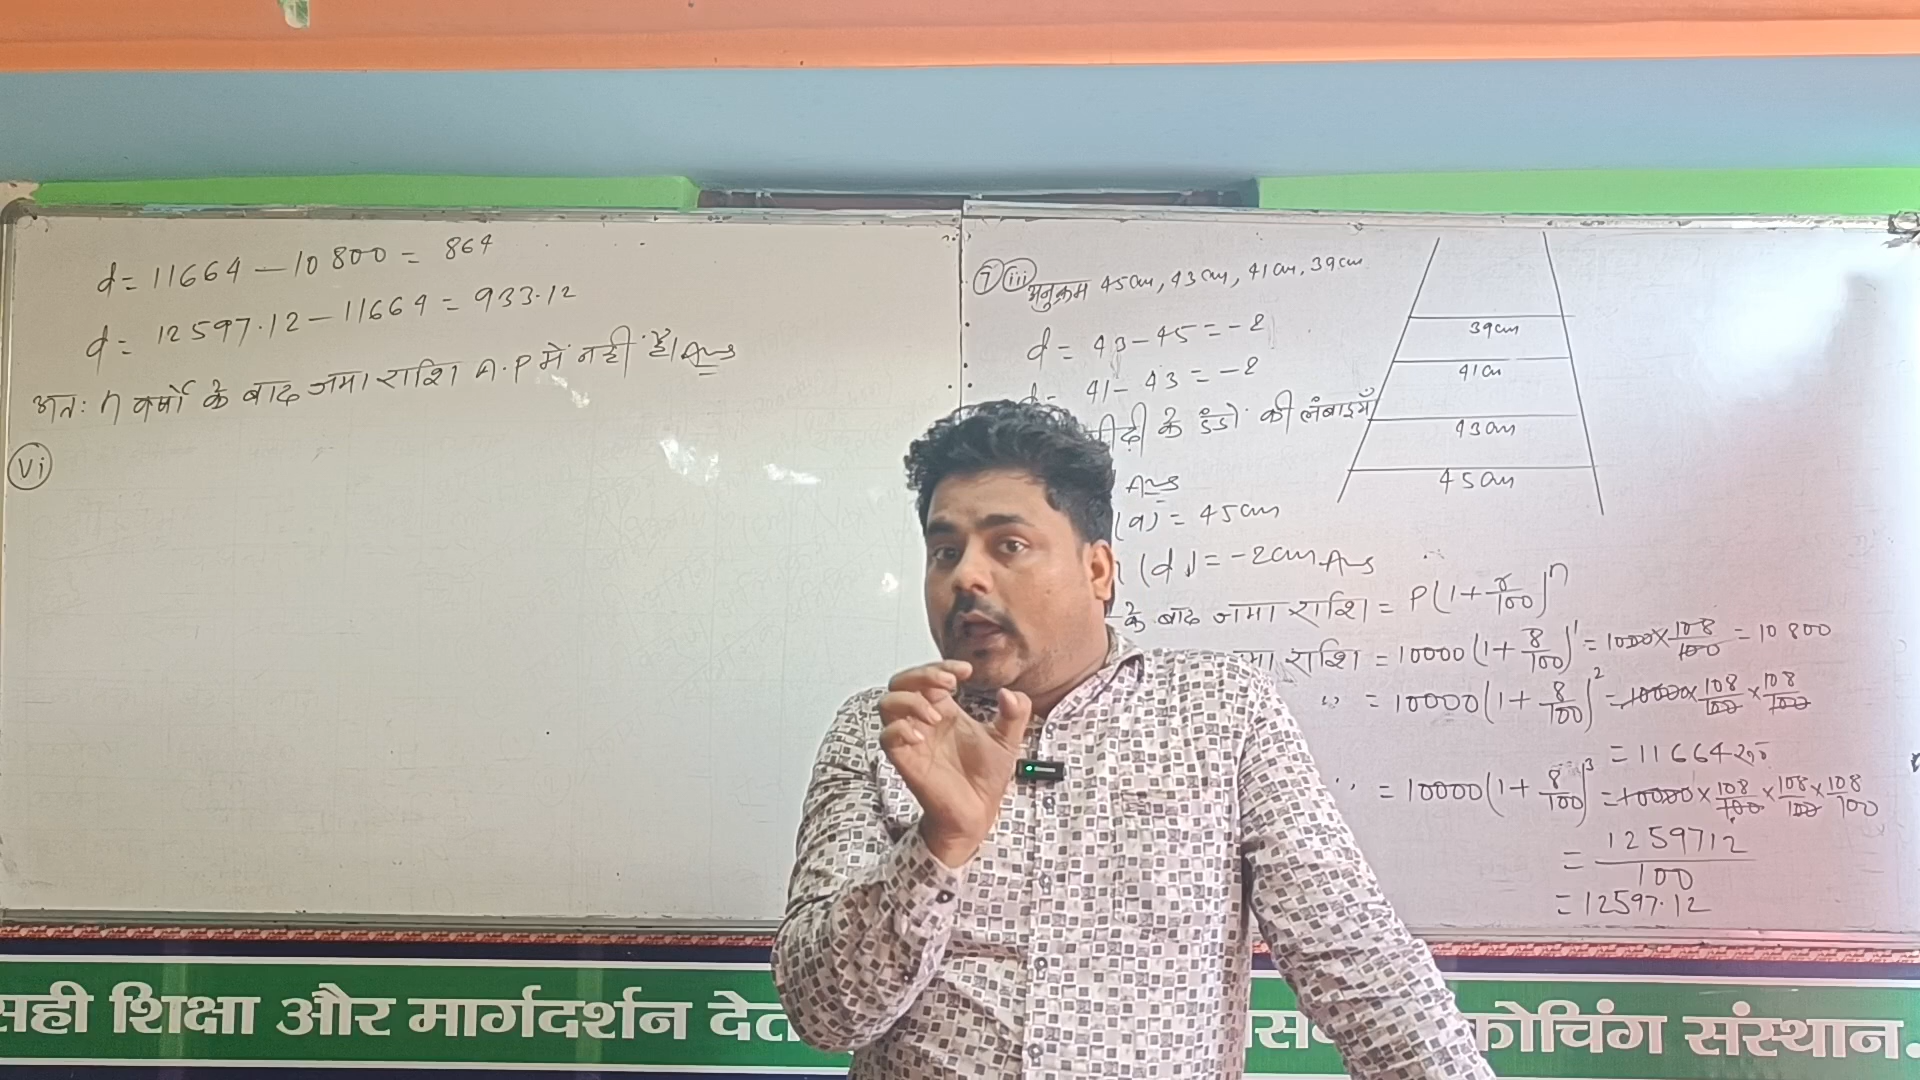 d = 11664 - 10800 = 864
d = 12597.12 - 11664 = 933.12
अतः n वर्षों के बाद जमा राशि A.P में नहीं है। Ans
Vi
7 iii अनुक्रम 45cm, 43cm, 41cm, 39cm
d = 43 - 45 = -2
d = 41 - 43 = -2
के डंडो की लंबाइयाँ
Ans
(a) = 45cm
(d) = -2cm Ans
के बाद जमा राशि = P(1+r/100)^n
राशि = 10000(1+8/100)^1 = 10000×108/100 = 10800
" = 10000(1+8/100)^2 = 10000×108/100×108/100
= 11664
" = 10000(1+8/100)^3 = 10000×108/100×108/100×108/100
= 1259712/100
= 12597.12
39cm
41cm
43cm
45cm
सही शिक्षा और मार्गदर्शन
कोचिंग संस्थान.